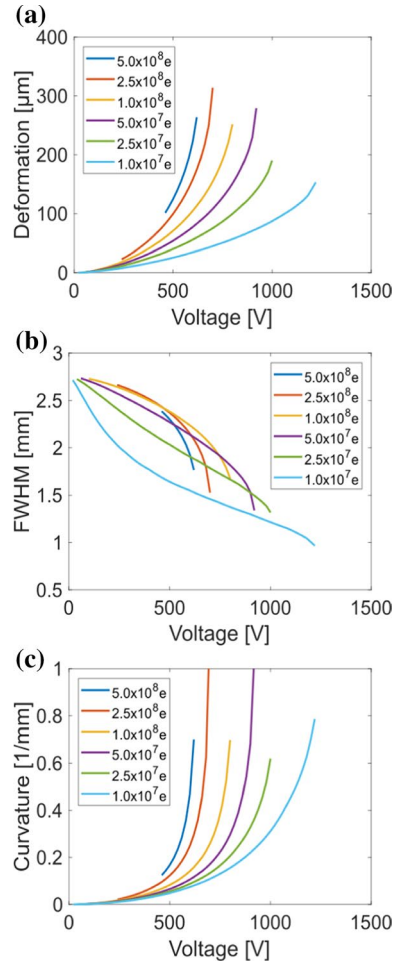 (a)
400
300
200
100
0
Deformation [μm]
5.0x10⁸e
2.5x10⁸e
1.0x10⁸e
5.0x10⁷e
2.5x10⁷e
1.0x10⁷e
0 500 1000 1500
Voltage [V]
(b)
3
2.5
2
1.5
1
0.5
FWHM [mm]
5.0x10⁸e
2.5x10⁸e
1.0x10⁸e
5.0x10⁷e
2.5x10⁷e
1.0x10⁷e
0 500 1000 1500
Voltage [V]
(c)
1
0.8
0.6
0.4
0.2
0
Curvature [1/mm]
5.0x10⁸e
2.5x10⁸e
1.0x10⁸e
5.0x10⁷e
2.5x10⁷e
1.0x10⁷e
0 500 1000 1500
Voltage [V]